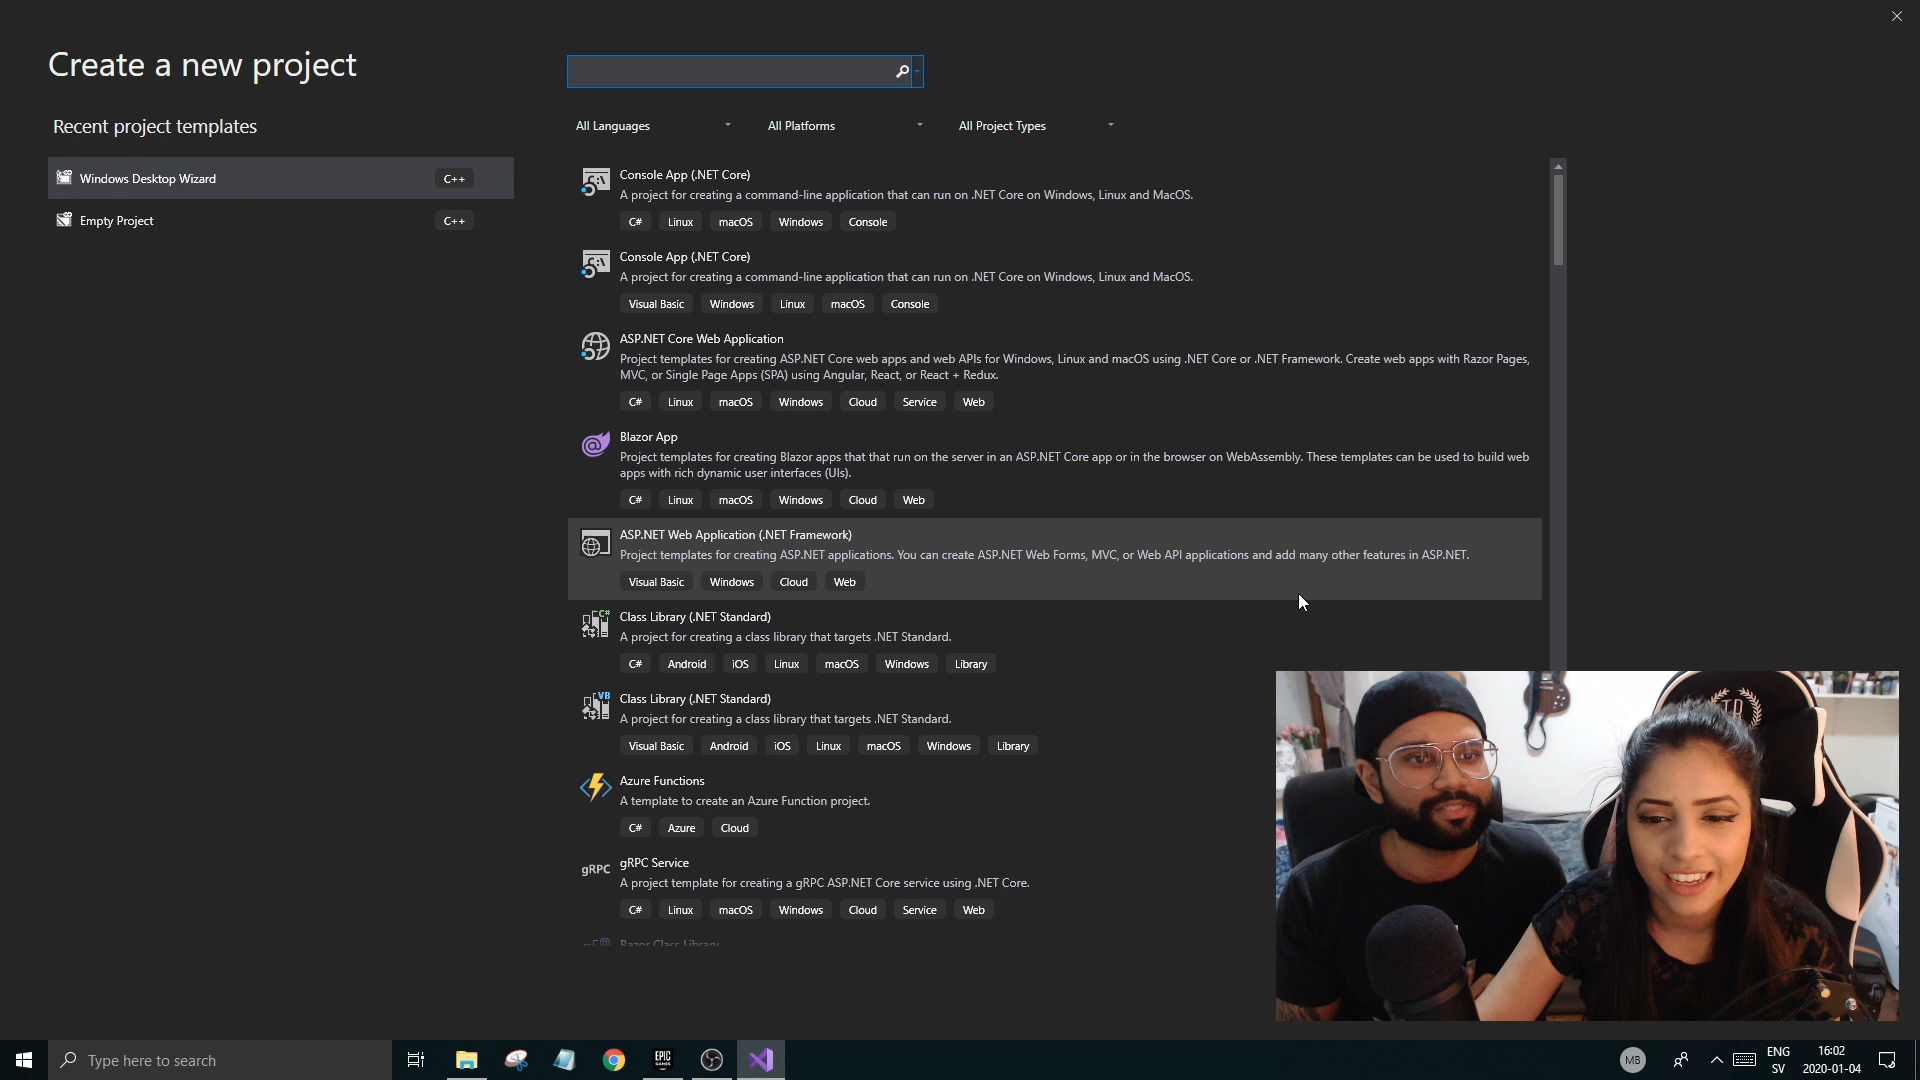 Create a new project
Recent project templates
Windows Desktop Wizard C++
Empty Project C++
All Languages All Platforms All Project Types
Console App (.NET Core)
A project for creating a command-line application that can run on .NET Core on Windows, Linux and MacOS.
C# Linux macOS Windows Console
Console App (.NET Core)
A project for creating a command-line application that can run on .NET Core on Windows, Linux and MacOS.
Visual Basic Windows Linux macOS Console
ASP.NET Core Web Application
Project templates for creating ASP.NET Core web apps and web APIs for Windows, Linux and macOS using .NET Core or .NET Framework. Create web apps with Razor Pages,
MVC, or Single Page Apps (SPA) using Angular, React, or React + Redux.
C# Linux macOS Windows Cloud Service Web
Blazor App
Project templates for creating Blazor apps that that run on the server in an ASP.NET Core app or in the browser on WebAssembly. These templates can be used to build web
apps with rich dynamic user interfaces (UIs).
C# Linux macOS Windows Cloud Web
ASP.NET Web Application (.NET Framework)
Project templates for creating ASP.NET applications. You can create ASP.NET Web Forms, MVC, or Web API applications and add many other features in ASP.NET.
Visual Basic Windows Cloud Web
Class Library (.NET Standard)
A project for creating a class library that targets .NET Standard.
C# Android iOS Linux macOS Windows Library
Class Library (.NET Standard)
A project for creating a class library that targets .NET Standard.
Visual Basic Android iOS Linux macOS Windows Library
Azure Functions
A template to create an Azure Function project.
C# Azure Cloud
gRPC gRPC Service
A project template for creating a gRPC ASP.NET Core service using .NET Core.
C# Linux macOS Windows Cloud Service Web
Razor Class Library
Type here to search
EPIC GAMES
MB
ENG
SV
16:02
2020-01-04